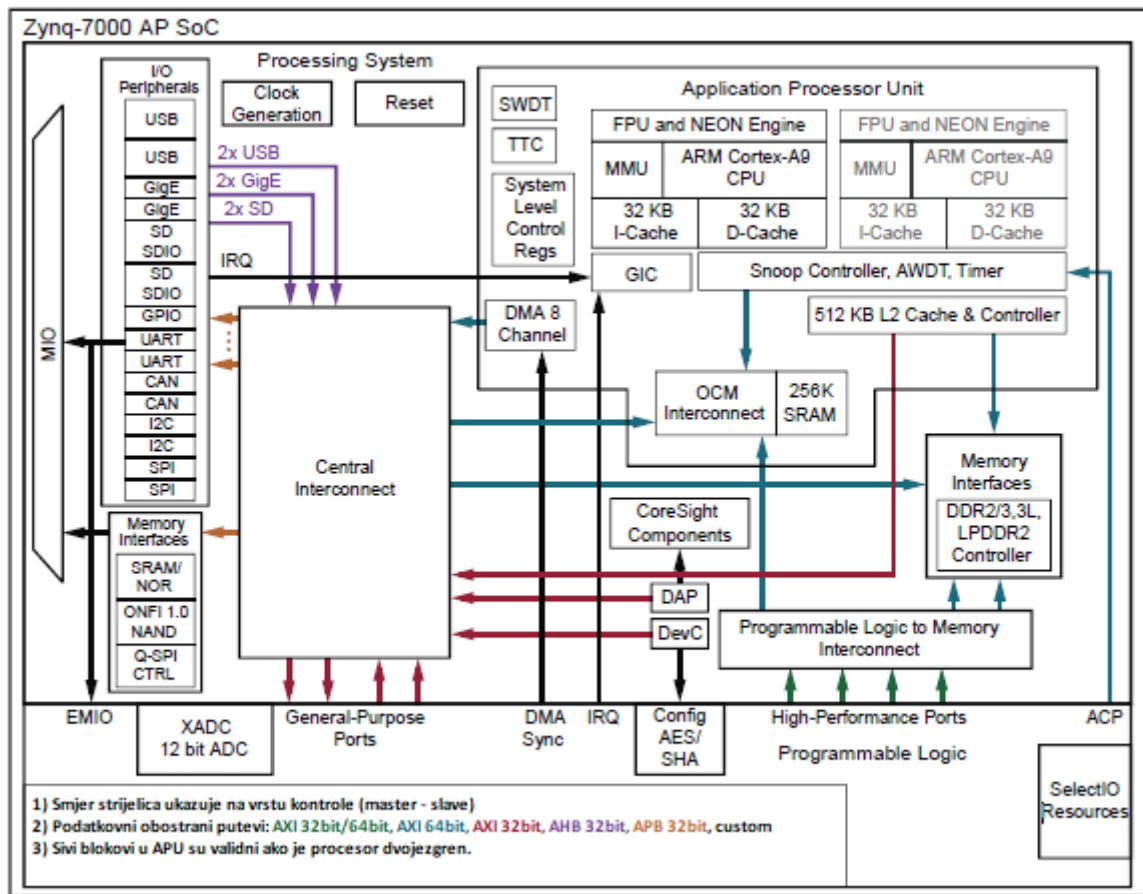 Zynq-7000 AP SoC
Processing System
I/O
Peripherals
USB
USB
GigE
GigE
SD
SDIO
SD
SDIO
GPIO
UART
UART
CAN
CAN
I2C
I2C
SPI
SPI
MIO
Clock
Generation
Reset
2x USB
2x GigE
2x SD
IRQ
SWDT
TTC
System
Level
Control
Regs
Application Processor Unit
FPU and NEON Engine
MMU
ARM Cortex-A9
CPU
32 KB
I-Cache
32 KB
D-Cache
FPU and NEON Engine
MMU
ARM Cortex-A9
CPU
32 KB
I-Cache
32 KB
D-Cache
GIC
Snoop Controller, AWDT, Timer
DMA 8
Channel
512 KB L2 Cache & Controller
OCM
Interconnect
256K
SRAM
Central
Interconnect
Memory
Interfaces
DDR2/3,3L,
LPDDR2
Controller
CoreSight
Components
DAP
DevC
Programmable Logic to Memory
Interconnect
Memory
Interfaces
SRAM/
NOR
ONFI 1.0
NAND
Q-SPI
CTRL
EMIO
XADC
12 bit ADC
General-Purpose
Ports
DMA
Sync
IRQ
Config
AES/
SHA
High-Performance Ports
ACP
Programmable Logic
SelectIO
Resources
1) Smjer strijelica ukazuje na vrstu kontrole (master - slave)
2) Podatkovni obostrani putevi: AXI 32bit/64bit, AXI 64bit, AXI 32bit, AHB 32bit, APB 32bit, custom
3) Sivi blokovi u APU su validni ako je procesor dvojezgren.